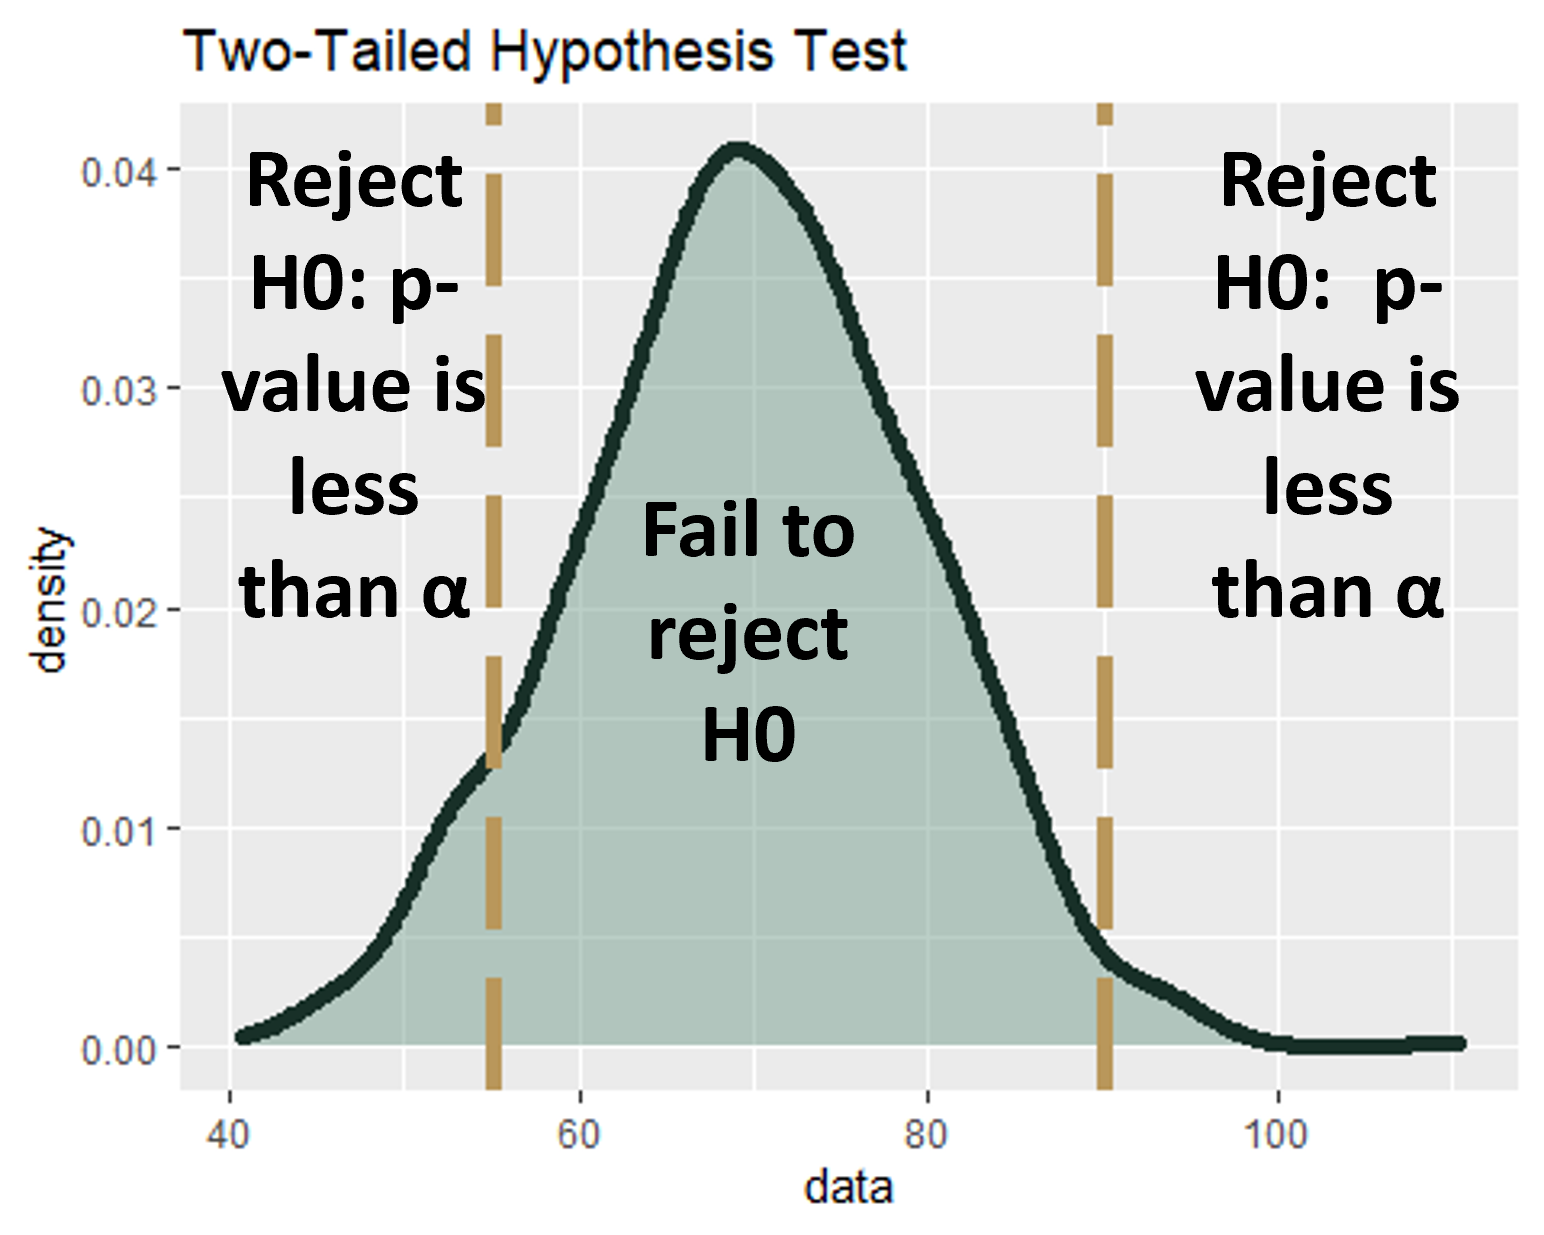 Two-Tailed Hypothesis Test
Reject
H0: p-
value is
less
than α
Fail to
reject
H0
Reject
H0:  p-
value is
less
than α
density
0.04
0.03
0.02
0.01
0.00
40
60
80
100
data